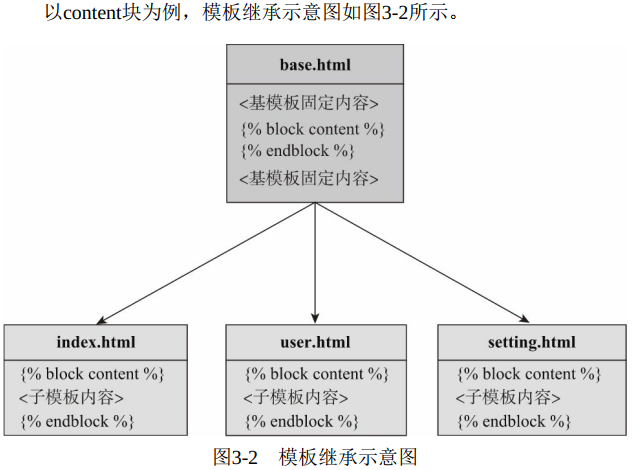 以content块为例，模板继承示意图如图3-2所示。
base.html
<基模板固定内容>
{% block content %}
{% endblock %}
<基模板固定内容>
index.html
{% block content %}
<子模板内容>
{% endblock %}
user.html
{% block content %}
<子模板内容>
{% endblock %}
setting.html
{% block content %}
<子模板内容>
{% endblock %}
图3-2 模板继承示意图